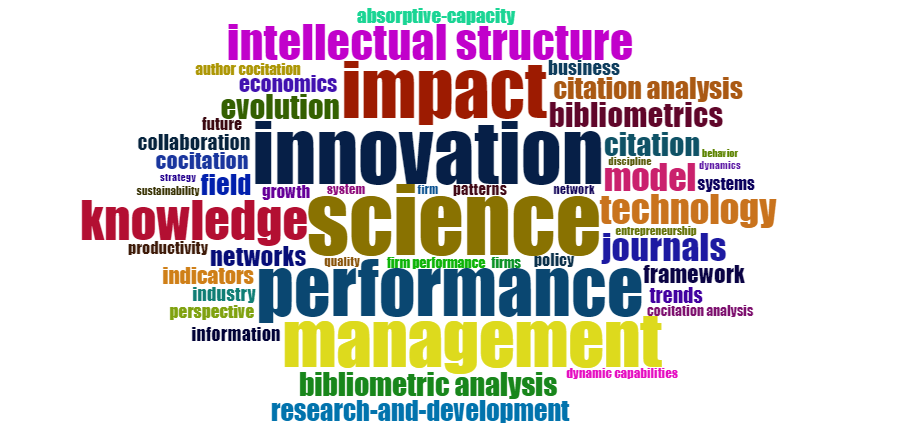 absorptive-capacity
intellectual structure
author cocitation
business
economics
impact
citation analysis
evolution
bibliometrics
future
innovation
collaboration
citation
cocitation
behavior
discipline
dynamics
strategy
field
model
systems
sustainability
growth
system
firm
patterns
network
knowledge
science
technology
entrepreneurship
productivity
networks
journals
quality
firm performance
firms
policy
indicators
performance
framework
industry
trends
perspective
cocitation analysis
information
management
dynamic capabilities
bibliometric analysis
research-and-development